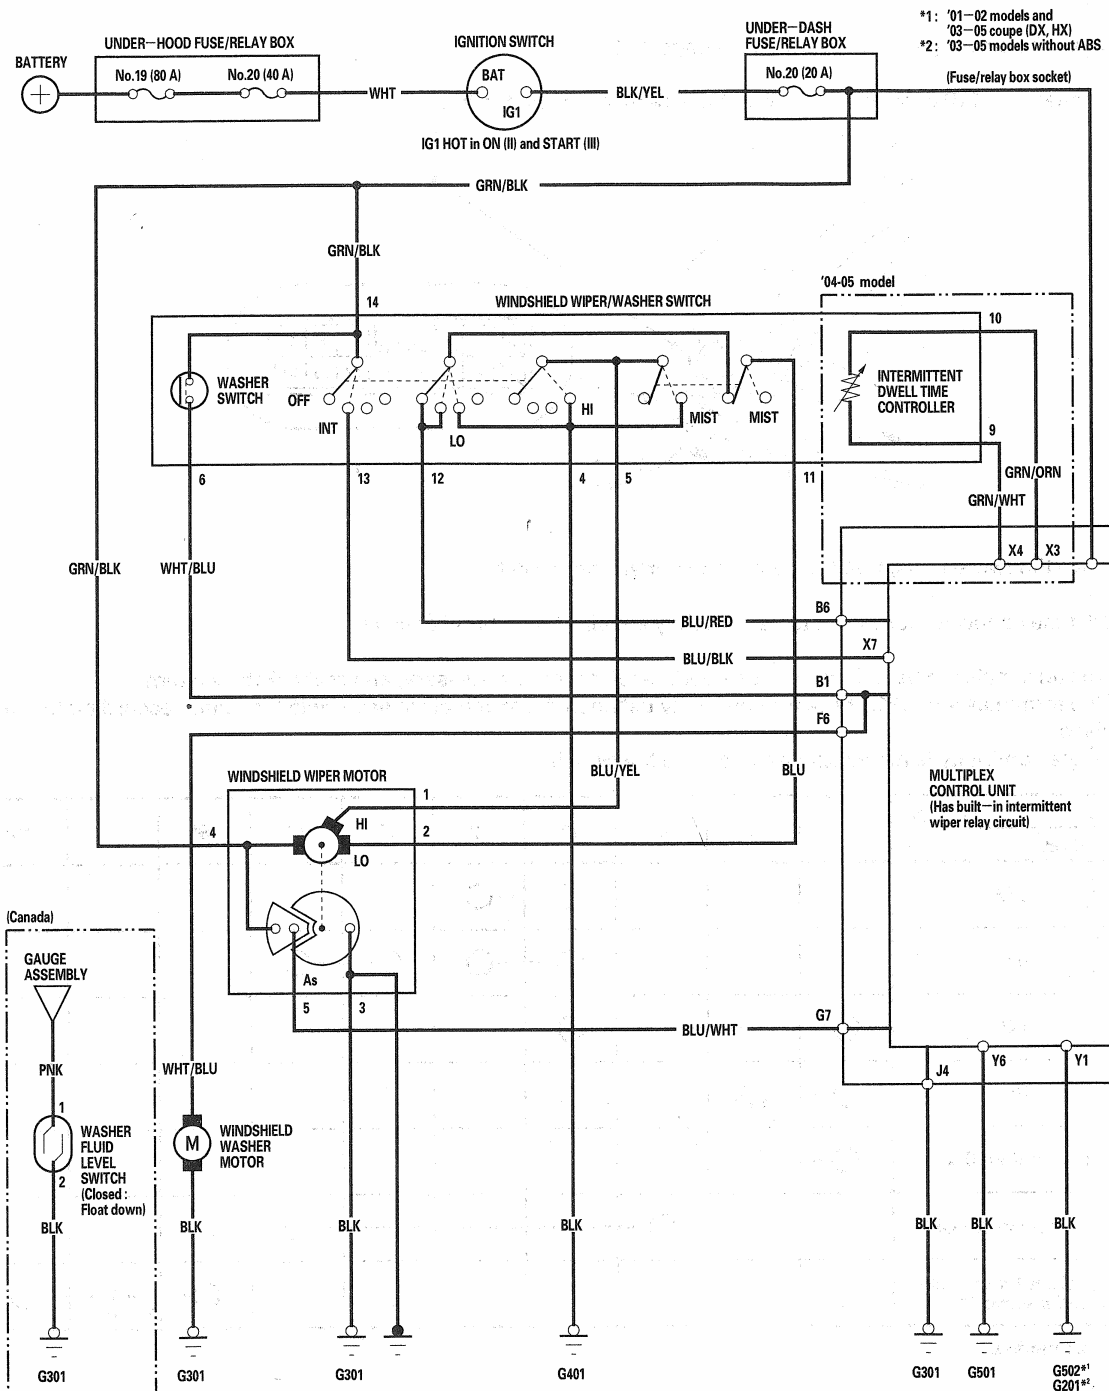 *1: '01—02 models and
'03—05 coupe (DX, HX)
*2: '03—05 models without ABS
(Fuse/relay box socket)
BATTERY
UNDER—HOOD FUSE/RELAY BOX
No.19 (80 A)
No.20 (40 A)
WHT
IGNITION SWITCH
BAT
IG1
IG1 HOT in ON (II) and START (III)
BLK/YEL
UNDER—DASH
FUSE/RELAY BOX
No.20 (20 A)
GRN/BLK
GRN/BLK
14
WINDSHIELD WIPER/WASHER SWITCH
'04-05 model
10
WASHER
SWITCH
OFF
INT
LO
HI
MIST
MIST
INTERMITTENT
DWELL TIME
CONTROLLER
9
6
13
12
4
5
11
GRN/ORN
GRN/WHT
X4
X3
GRN/BLK
WHT/BLU
BLU/RED
B6
BLU/BLK
X7
B1
F6
BLU/YEL
BLU
MULTIPLEX
CONTROL UNIT
(Has built—in intermittent
wiper relay circuit)
WINDSHIELD WIPER MOTOR
1
HI
4
2
LO
As
5
3
BLU/WHT
G7
(Canada)
GAUGE
ASSEMBLY
PNK
1
WASHER
FLUID
LEVEL
SWITCH
(Closed :
Float down)
2
BLK
WHT/BLU
M
WINDSHIELD
WASHER
MOTOR
BLK
BLK
BLK
J4
Y6
Y1
BLK
BLK
BLK
G301
G301
G301
G401
G301
G501
G502*1
G201*2